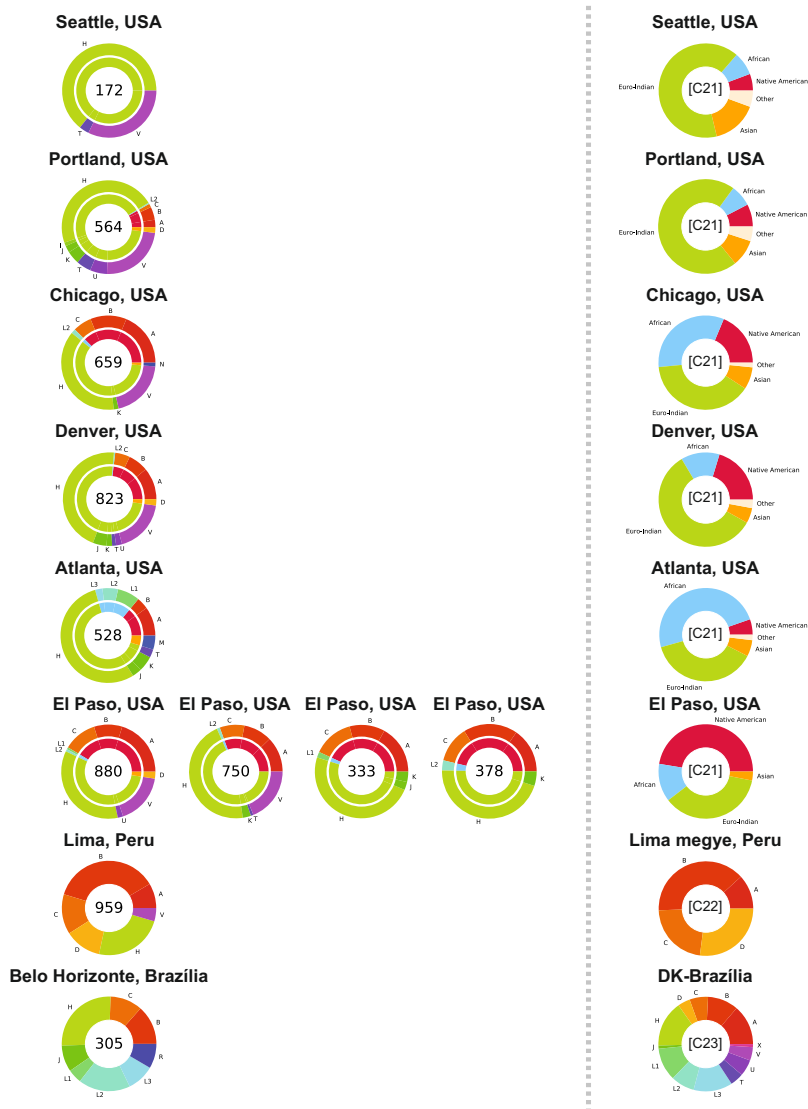 Seattle, USA
H
172
T
V
Seattle, USA
African
Native American
Euro-Indian
[C21]
Other
Asian
Portland, USA
H
L2
C
B
A
D
564
I
J
K
T
U
V
Portland, USA
African
Native American
Euro-Indian
[C21]
Other
Asian
Chicago, USA
B
C
A
L2
659
N
H
V
K
Chicago, USA
African
Native American
[C21]
Other
Asian
Euro-Indian
Denver, USA
L2
C
B
H
A
823
D
V
J
K
T
U
Denver, USA
African
Native American
[C21]
Other
Asian
Euro-Indian
Atlanta, USA
L3
L2
L1
B
A
528
M
H
T
K
J
Atlanta, USA
African
Native American
[C21]
Other
Asian
Euro-Indian
El Paso, USA
B
C
A
L1
L2
880
D
H
V
U
El Paso, USA
L2
C
B
A
H
750
V
K
T
El Paso, USA
C
B
A
L1
333
K
J
H
El Paso, USA
B
C
A
L2
378
K
H
El Paso, USA
Native American
[C21]
Asian
African
Euro-Indian
Lima, Peru
B
A
959
C
V
D
H
Lima megye, Peru
B
A
[C22]
C
D
Belo Horizonte, Brazília
C
H
B
305
R
J
L1
L3
L2
DK-Brazília
C
B
D
H
A
[C23]
X
J
V
L1
U
T
L2
L3